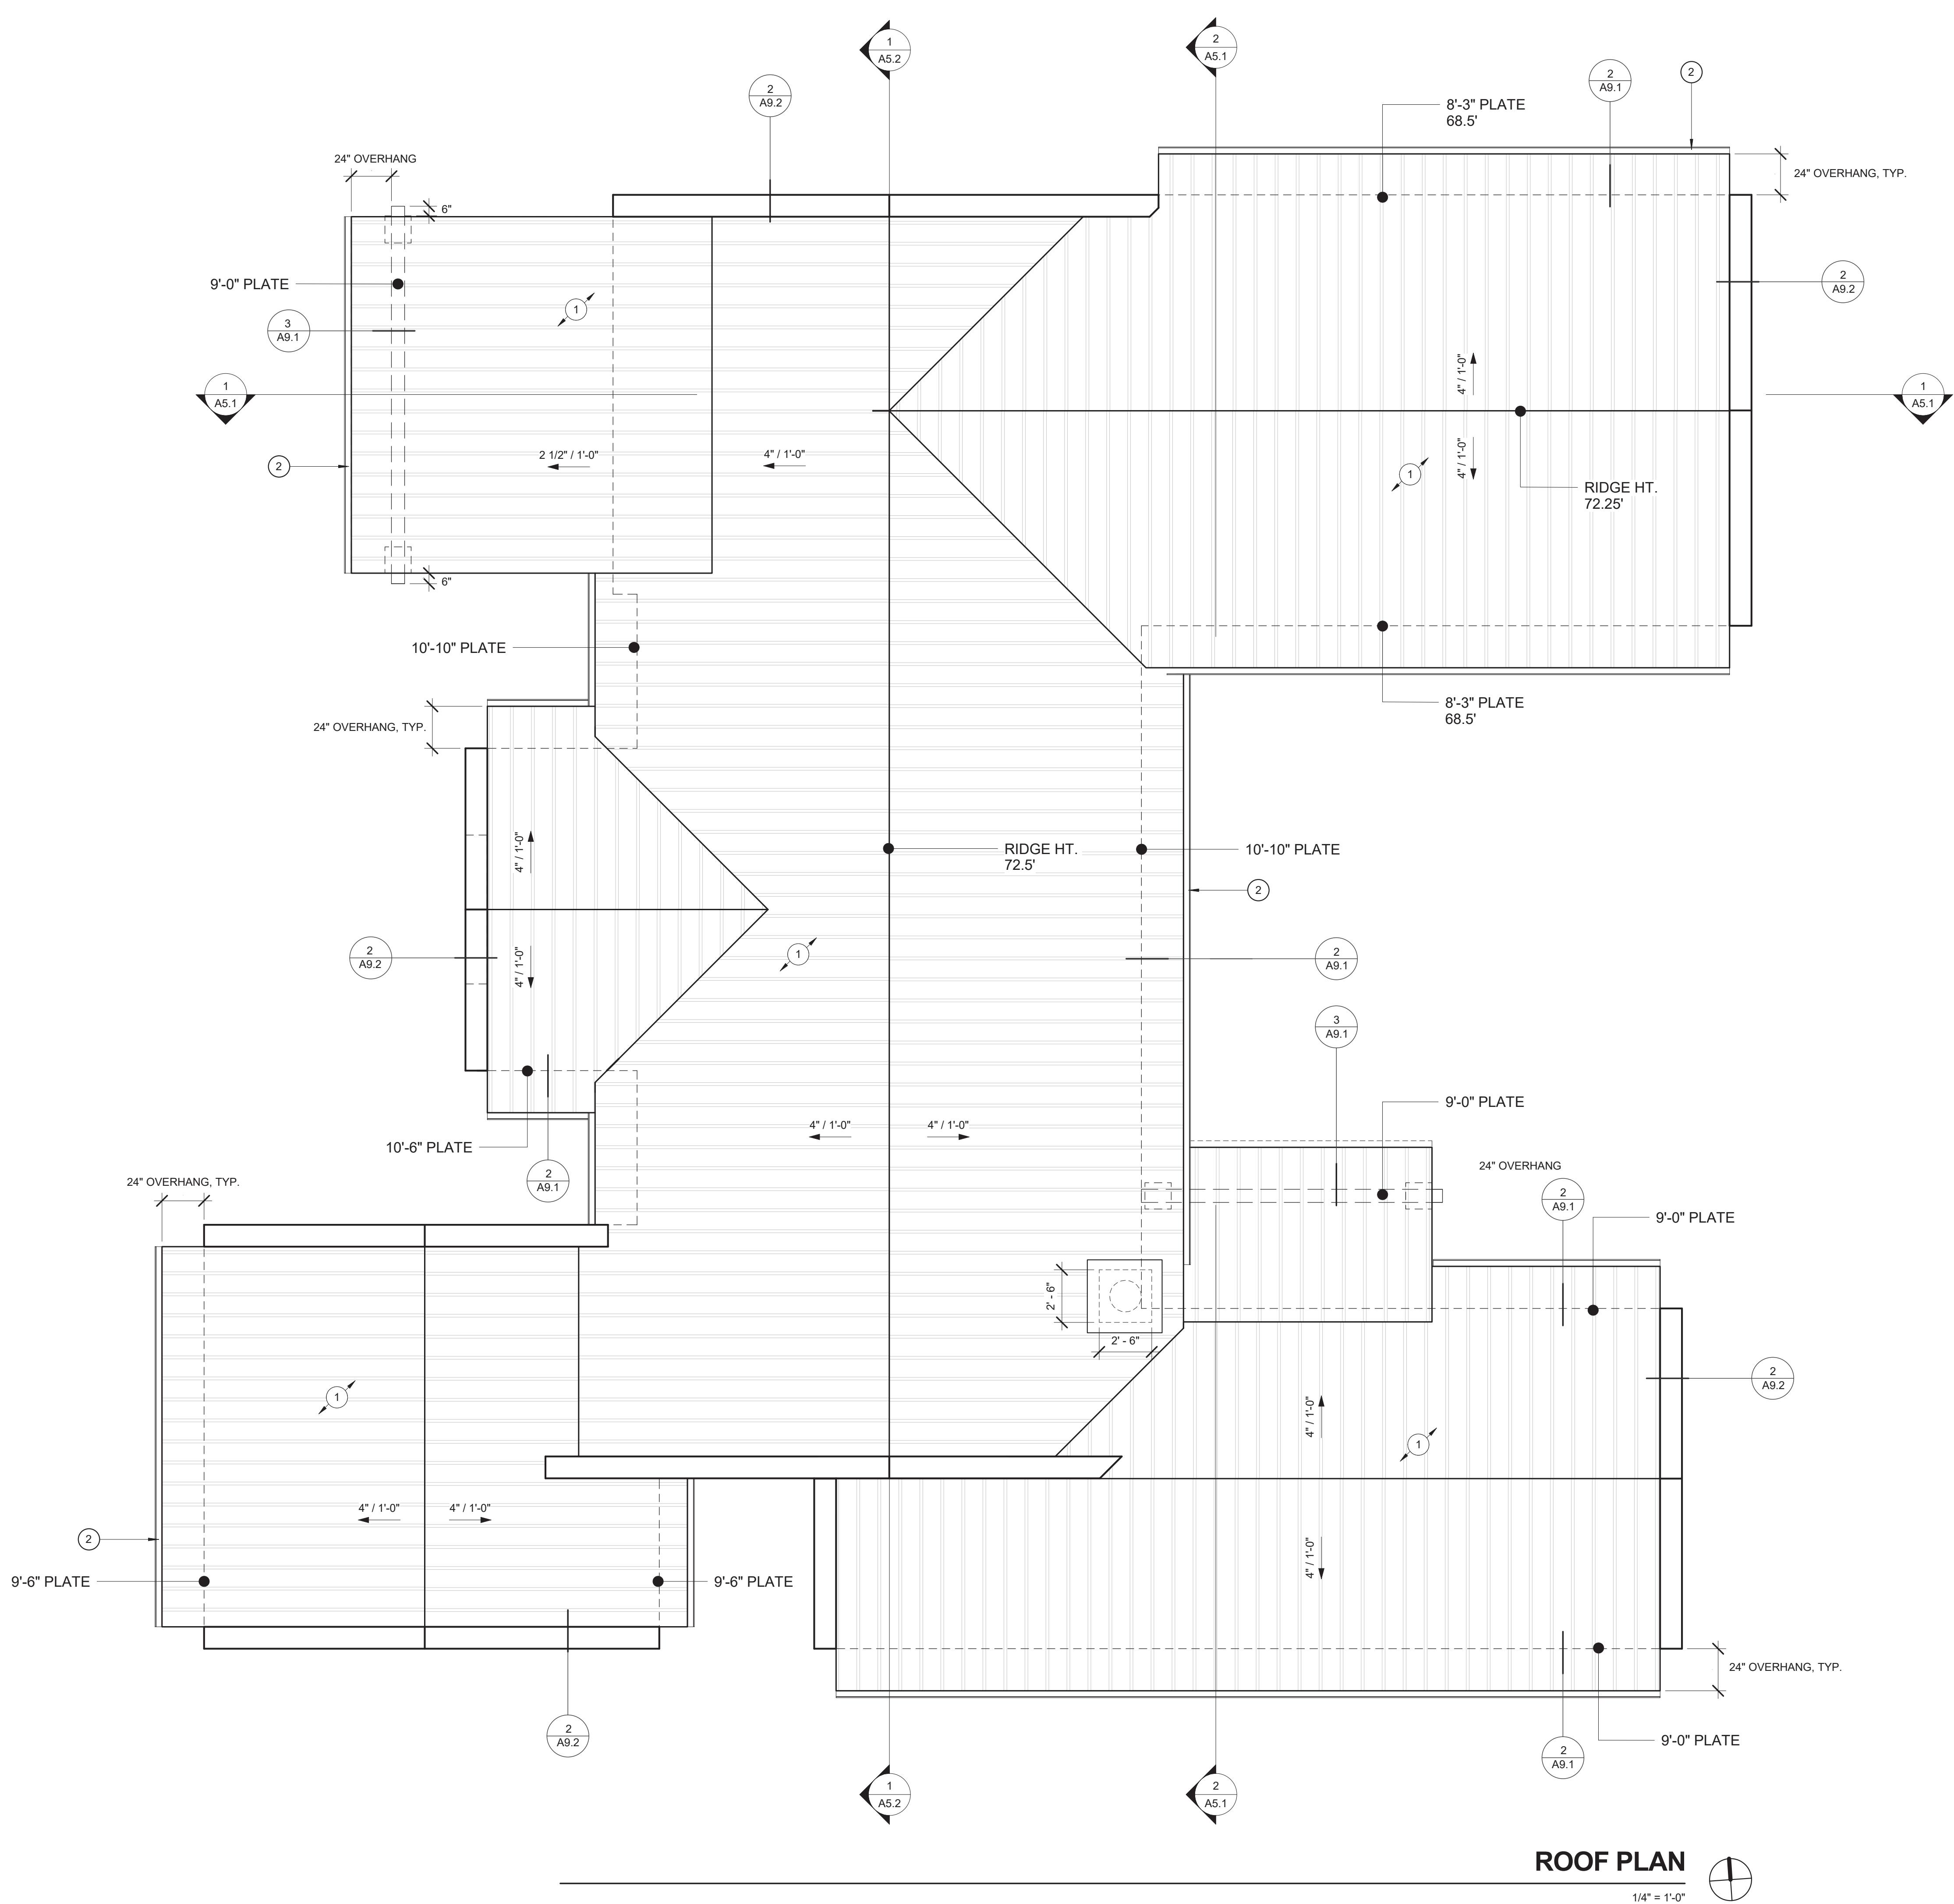 1
A5.2
2
A5.1
2
A9.2
2
A9.1
2
8'-3" PLATE
68.5'
24" OVERHANG
24" OVERHANG, TYP.
6"
9'-0" PLATE
2
A9.2
1
3
A9.1
4" / 1'-0"
1
A5.1
1
A5.1
2 1/2" / 1'-0"
4" / 1'-0"
4" / 1'-0"
2
1
RIDGE HT.
72.25'
6"
10'-10" PLATE
8'-3" PLATE
68.5'
24" OVERHANG, TYP.
4" / 1'-0"
RIDGE HT.
72.5'
10'-10" PLATE
2
2
A9.2
4" / 1'-0"
1
2
A9.1
3
A9.1
9'-0" PLATE
4" / 1'-0"
4" / 1'-0"
10'-6" PLATE
2
A9.1
24" OVERHANG
24" OVERHANG, TYP.
2
A9.1
9'-0" PLATE
2' - 6"
2' - 6"
2
A9.2
1
4" / 1'-0"
1
4" / 1'-0"
4" / 1'-0"
2
4" / 1'-0"
9'-6" PLATE
9'-6" PLATE
24" OVERHANG, TYP.
2
A9.2
2
A9.1
9'-0" PLATE
1
A5.2
2
A5.1
ROOF PLAN
1/4" = 1'-0"